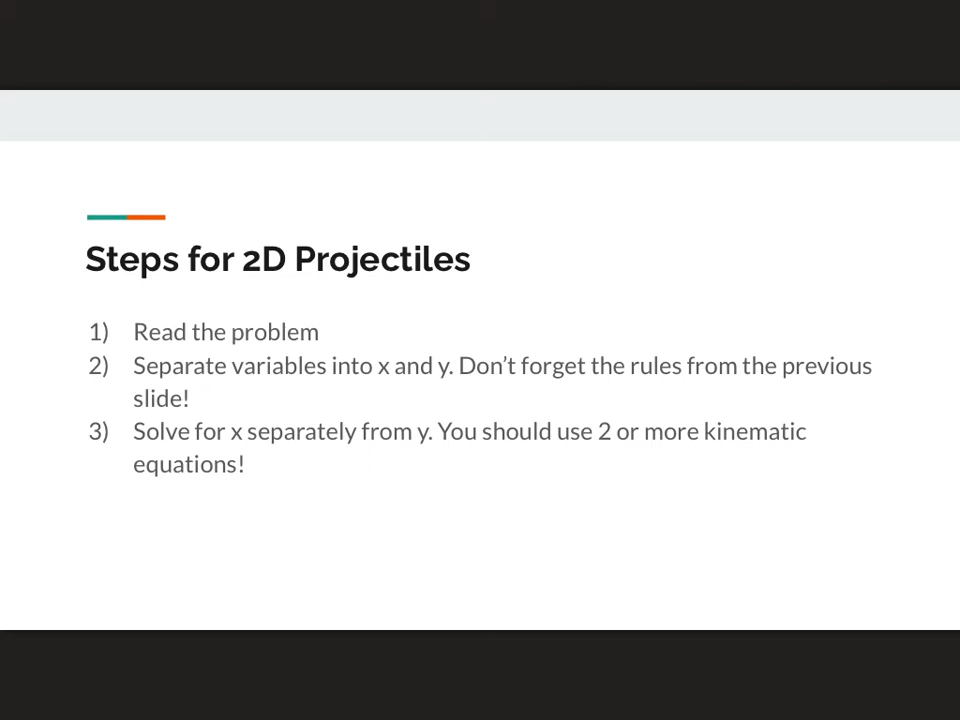 Steps for 2D Projectiles
1) Read the problem
2) Separate variables into x and y. Don’t forget the rules from the previous
slide!
3) Solve for x separately from y. You should use 2 or more kinematic
equations!